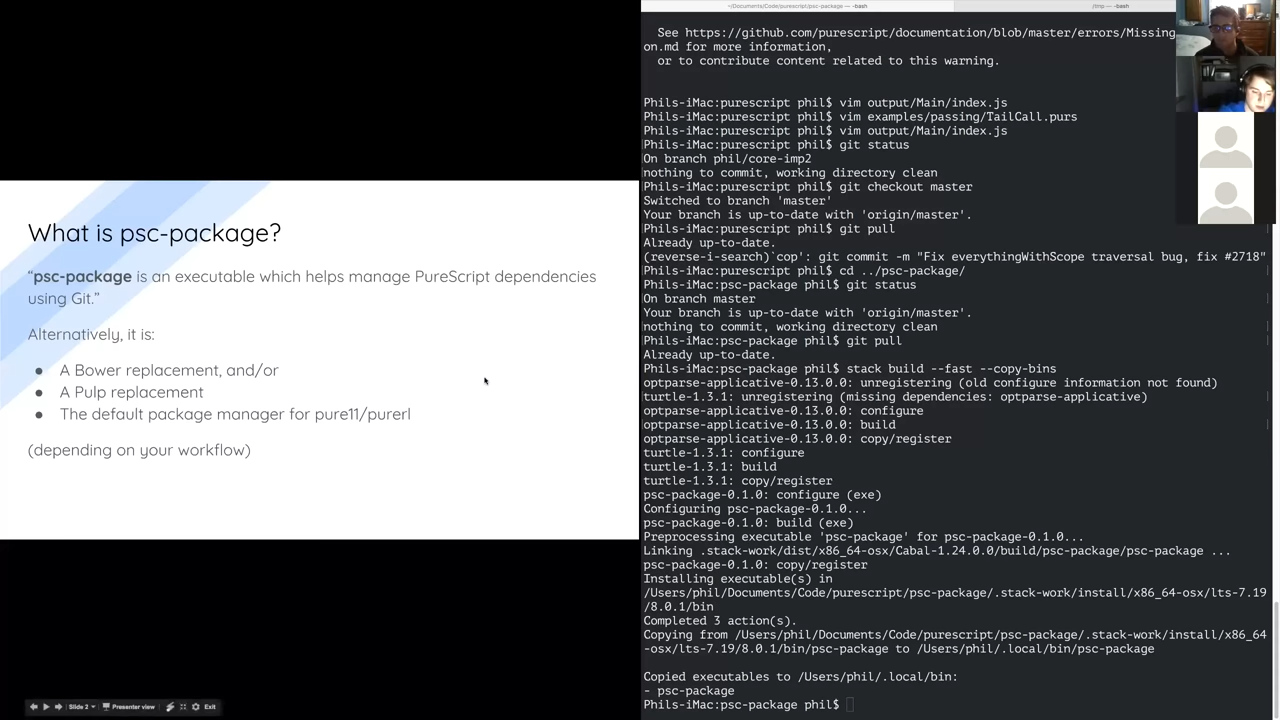 What is psc-package?
“psc-package is an executable which helps manage PureScript dependencies
using Git.”
Alternatively, it is:
● A Bower replacement, and/or
● A Pulp replacement
● The default package manager for pure11/purerl
(depending on your workflow)
Slide 2
Presenter view
Exit
~/Documents/Code/purescript/psc-package — -bash
/tmp — -bash
See https://github.com/purescript/documentation/blob/master/errors/Missing
on.md for more information,
or to contribute content related to this warning.
Phils-iMac:purescript phil$ vim output/Main/index.js
Phils-iMac:purescript phil$ vim examples/passing/TailCall.purs
Phils-iMac:purescript phil$ vim output/Main/index.js
Phils-iMac:purescript phil$ git status
On branch phil/core-imp2
nothing to commit, working directory clean
Phils-iMac:purescript phil$ git checkout master
Switched to branch 'master'
Your branch is up-to-date with 'origin/master'.
Phils-iMac:purescript phil$ git pull
Already up-to-date.
(reverse-i-search)`cop': git commit -m "Fix everythingWithScope traversal bug, fix #2718"
Phils-iMac:purescript phil$ cd ../psc-package/
Phils-iMac:psc-package phil$ git status
On branch master
Your branch is up-to-date with 'origin/master'.
nothing to commit, working directory clean
Phils-iMac:psc-package phil$ git pull
Already up-to-date.
Phils-iMac:psc-package phil$ stack build --fast --copy-bins
optparse-applicative-0.13.0.0: unregistering (old configure information not found)
turtle-1.3.1: unregistering (missing dependencies: optparse-applicative)
optparse-applicative-0.13.0.0: configure
optparse-applicative-0.13.0.0: build
optparse-applicative-0.13.0.0: copy/register
turtle-1.3.1: configure
turtle-1.3.1: build
turtle-1.3.1: copy/register
psc-package-0.1.0: configure (exe)
Configuring psc-package-0.1.0...
psc-package-0.1.0: build (exe)
Preprocessing executable 'psc-package' for psc-package-0.1.0...
Linking .stack-work/dist/x86_64-osx/Cabal-1.24.0.0/build/psc-package/psc-package ...
psc-package-0.1.0: copy/register
Installing executable(s) in
/Users/phil/Documents/Code/purescript/psc-package/.stack-work/install/x86_64-osx/lts-7.19
/8.0.1/bin
Completed 3 action(s).
Copying from /Users/phil/Documents/Code/purescript/psc-package/.stack-work/install/x86_64
-osx/lts-7.19/8.0.1/bin/psc-package to /Users/phil/.local/bin/psc-package
Copied executables to /Users/phil/.local/bin:
- psc-package
Phils-iMac:psc-package phil$